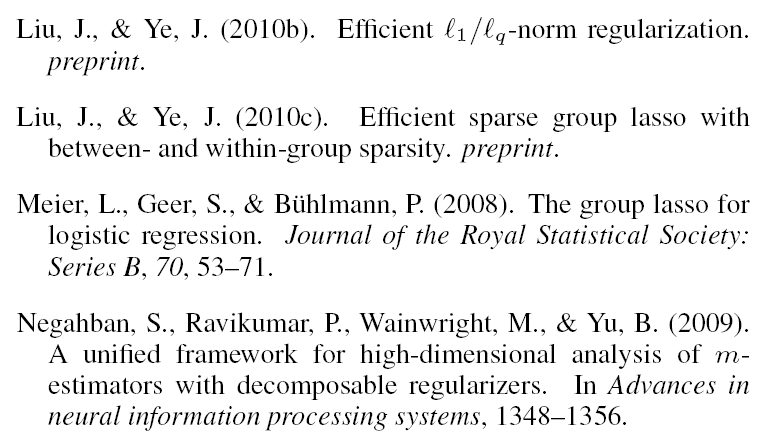 Liu, J., & Ye, J. (2010b). Efficient ℓ₁/ℓ_q-norm regularization.
preprint.
Liu, J., & Ye, J. (2010c). Efficient sparse group lasso with
between- and within-group sparsity. preprint.
Meier, L., Geer, S., & Bühlmann, P. (2008). The group lasso for
logistic regression. Journal of the Royal Statistical Society:
Series B, 70, 53–71.
Negahban, S., Ravikumar, P., Wainwright, M., & Yu, B. (2009).
A unified framework for high-dimensional analysis of m-
estimators with decomposable regularizers. In Advances in
neural information processing systems, 1348–1356.